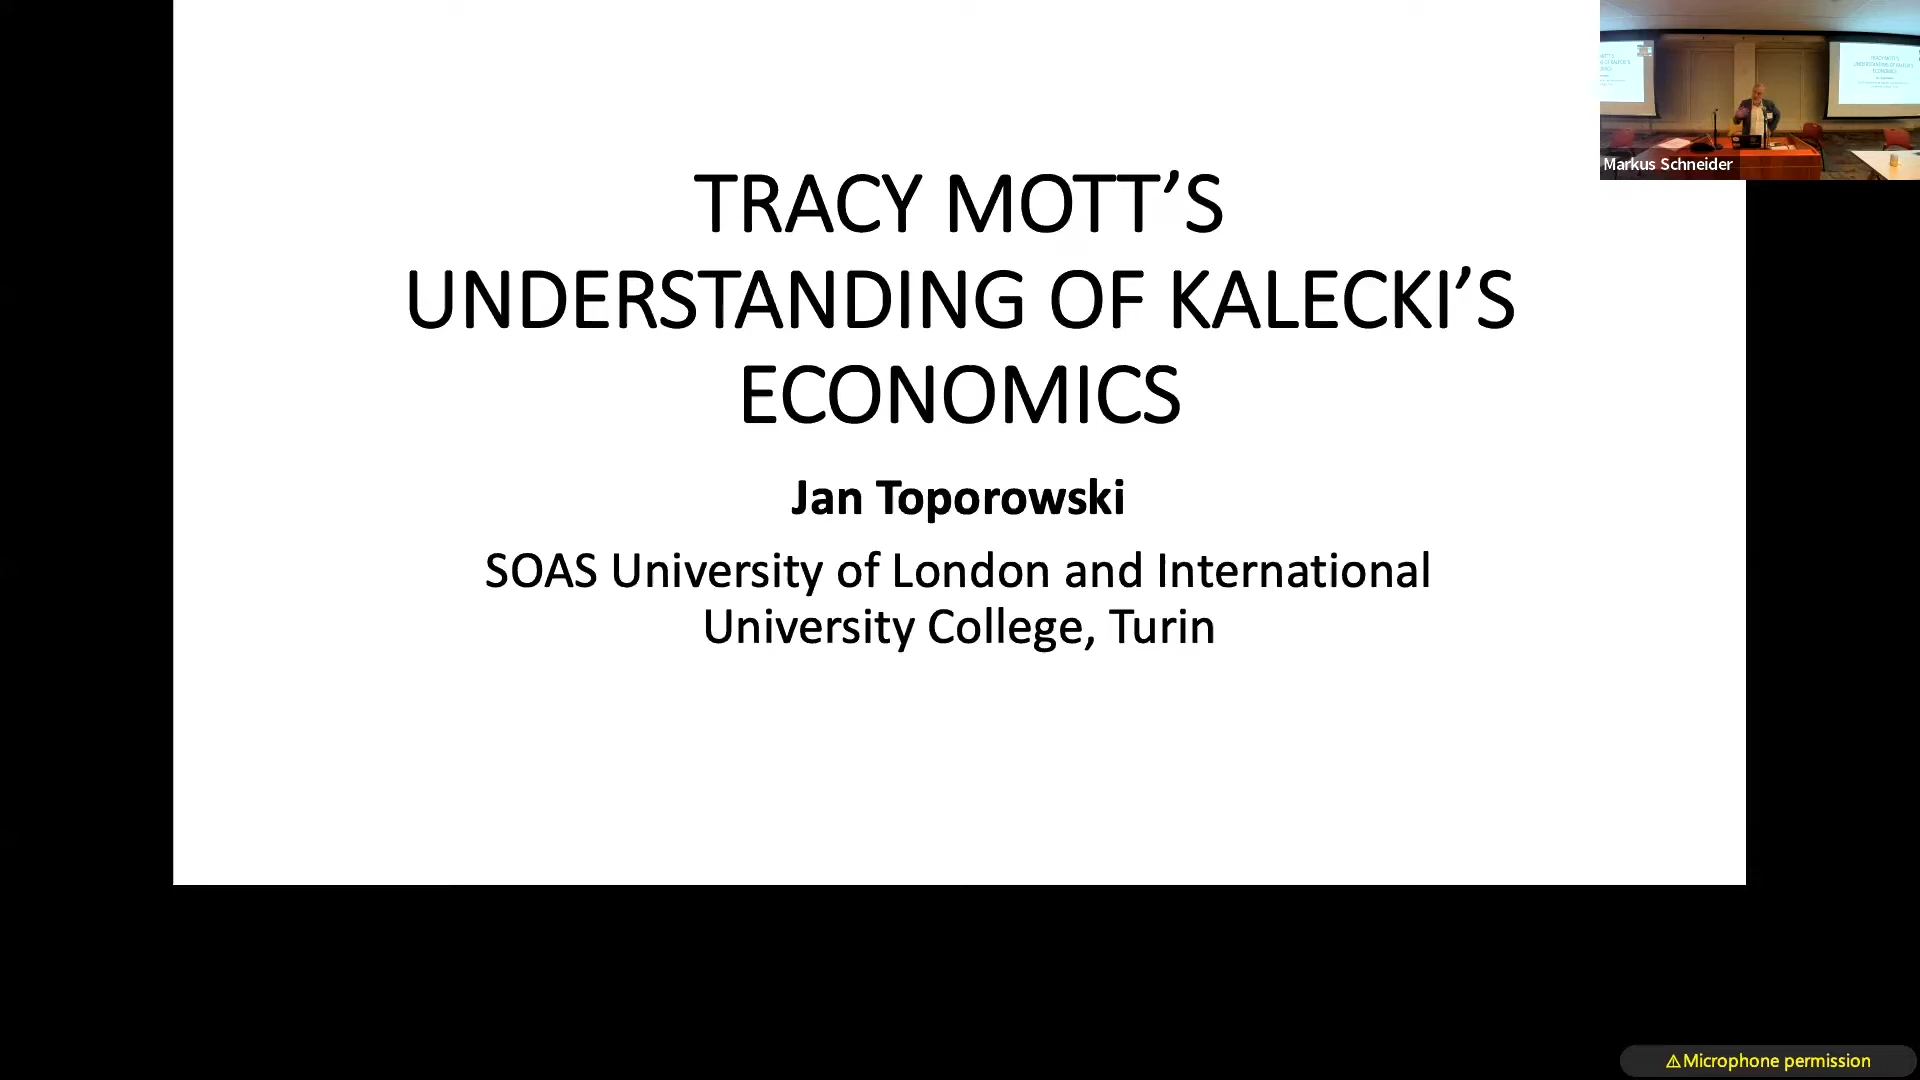 TRACY MOTT’S
UNDERSTANDING OF KALECKI’S
ECONOMICS
Jan Toporowski
SOAS University of London and International
University College, Turin
Markus Schneider
⚠Microphone permission